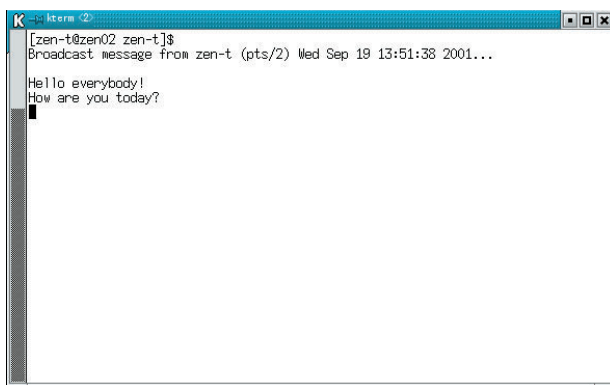 K kterm <2>
[zen-t@zen02 zen-t]$
Broadcast message from zen-t (pts/2) Wed Sep 19 13:51:38 2001...
Hello everybody!
How are you today?